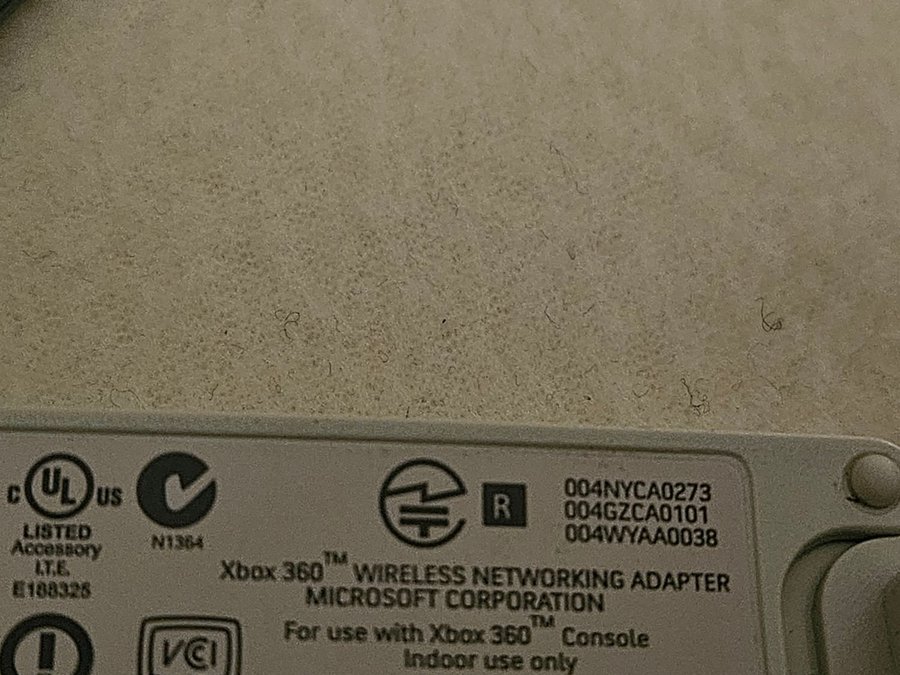 C UL US
LISTED
Accessory
I.T.E.
E188325
N1364
R
004NYCA0273
004GZCA0101
004WYAA0038
Xbox 360™ WIRELESS NETWORKING ADAPTER
MICROSOFT CORPORATION
For use with Xbox 360™ Console
Indoor use only
VCI